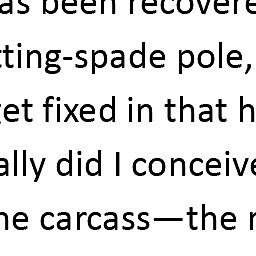 as been recovere
tting-spade pole,
et fixed in that h
ally did I conceive
he carcass—the r